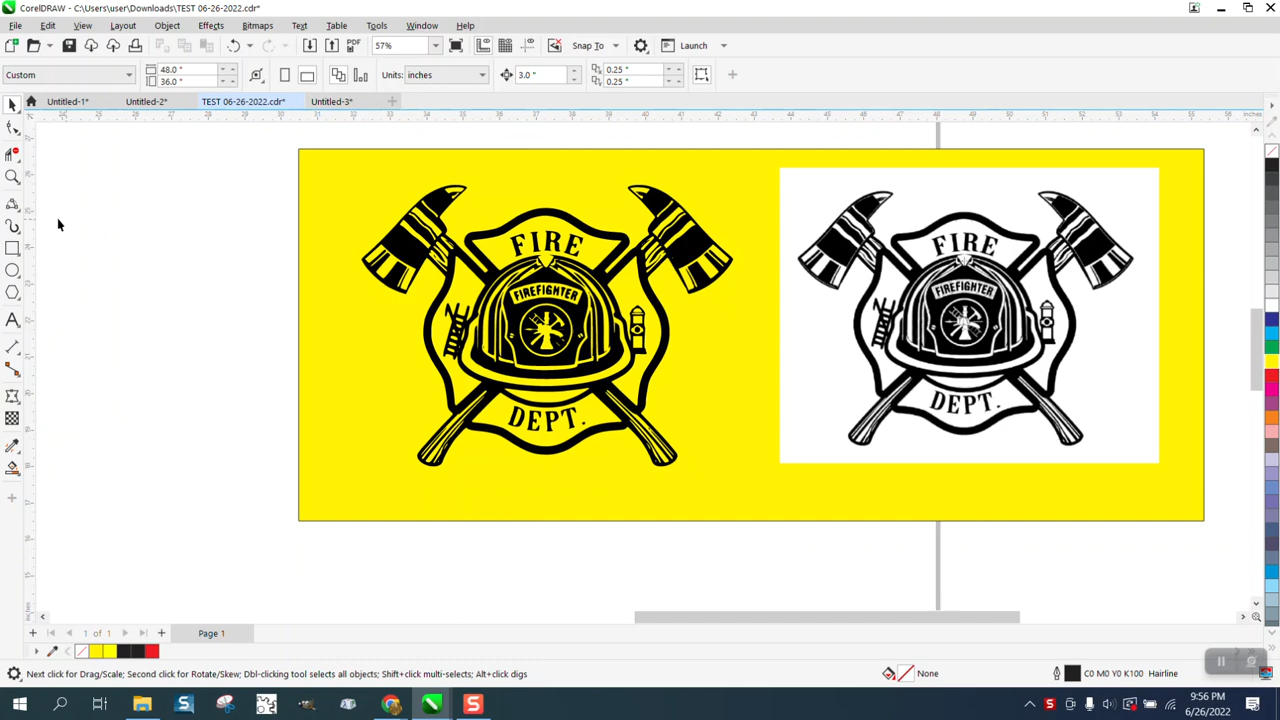 CorelDRAW - C:\Users\user\Downloads\TEST 06-26-2022.cdr*
File Edit View Layout Object Effects Bitmaps Text Table Tools Window Help
PDF 57% Snap To Launch
Custom 48.0 " 36.0 " Units: inches 3.0 " 0.25 " 0.25 "
Untitled-1* Untitled-2* TEST 06-26-2022.cdr* Untitled-3*
inches
FIRE
FIREFIGHTER
DEPT.
FIRE
FIREFIGHTER
DEPT.
1 of 1 Page 1
Next click for Drag/Scale; Second click for Rotate/Skew; Dbl-clicking tool selects all objects; Shift+click multi-selects; Alt+click digs None C0 M0 Y0 K100 Hairline
9:56 PM
6/26/2022